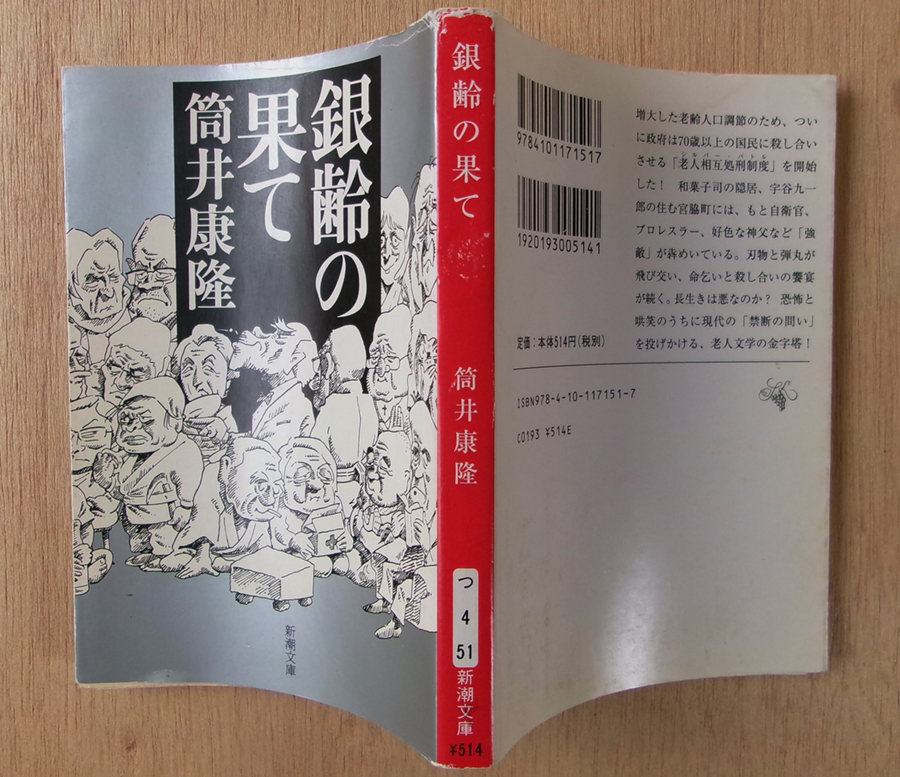 銀齢の
果て
筒井康隆
新潮文庫
銀齢の果て
筒井康隆
つ
4
51
新潮文庫
¥514
9784101171517
1920193005141
定価：本体514円（税別）
増大した老齢人口調節のため、つい
に政府は70歳以上の国民に殺し合い
シルバー・バトル
させる「老人相互処刑制度」を開始
した！　和菓子司の隠居、宇谷九一
郎の住む宮脇町には、もと自衛官、
プロレスラー、好色な神父など「強
敵」が犇めいている。刃物と弾丸が
飛び交い、命乞いと殺し合いの饗宴
が続く。長生きは悪なのか？　恐怖と
哄笑のうちに現代の「禁断の問い」
を投げかける、老人文学の金字塔！
ISBN978-4-10-117151-7
C0193 ¥514E